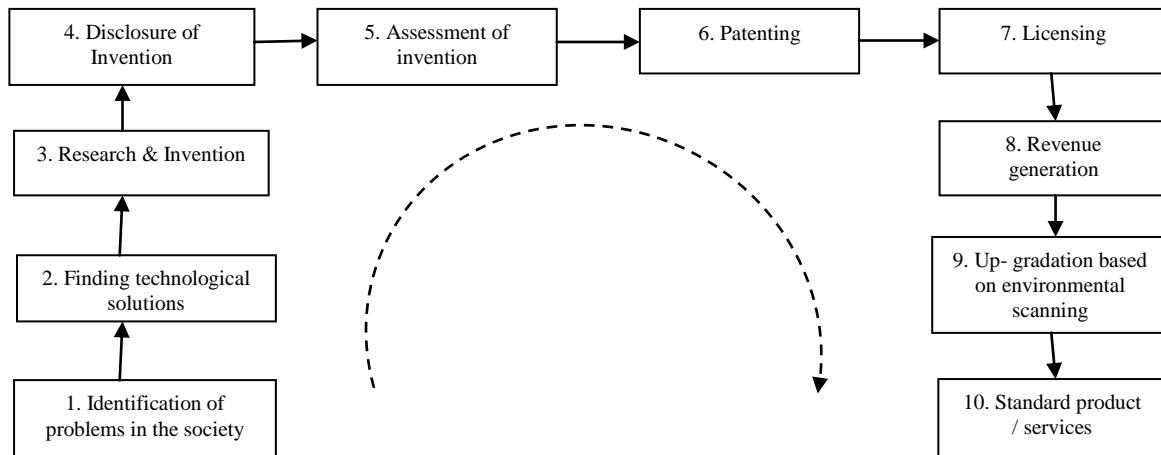 4. Disclosure of
Invention
5. Assessment of
invention
6. Patenting
7. Licensing
3. Research & Invention
8. Revenue
generation
2. Finding technological
solutions
9. Up- gradation based
on environmental
scanning
1. Identification of
problems in the society
10. Standard product
/ services